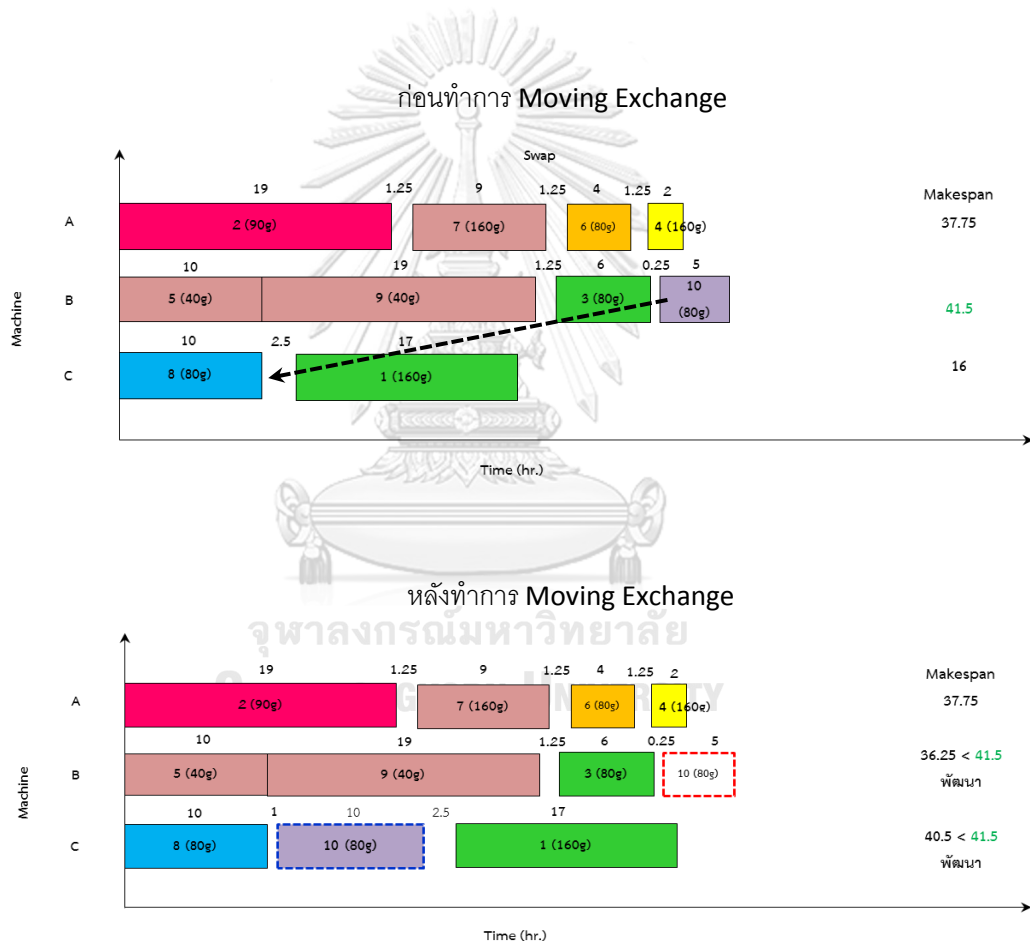 ก่อนทำการ Moving Exchange
Swap
19 1.25 9 1.25 4 1.25 2
Makespan
A 2 (90g) 7 (160g) 6 (80g) 4 (160g) 37.75
10 19 1.25 6 0.25 5
B 5 (40g) 9 (40g) 3 (80g) 10 (80g) 41.5
10 2.5 17
C 8 (80g) 1 (160g) 16
Machine
Time (hr.)
หลังทำการ Moving Exchange
จุฬาลงกรณ์มหาวิทยาลัย
19 1.25 9 1.25 4 1.25 2
Makespan
A 2 (90g) 7 (160g) 6 (80g) 4 (160g) 37.75
10 19 1.25 6 0.25 5
B 5 (40g) 9 (40g) 3 (80g) 10 (80g) 36.25 < 41.5
พัฒนา
10 1 10 2.5 17
C 8 (80g) 10 (80g) 1 (160g) 40.5 < 41.5
พัฒนา
Machine
Time (hr.)